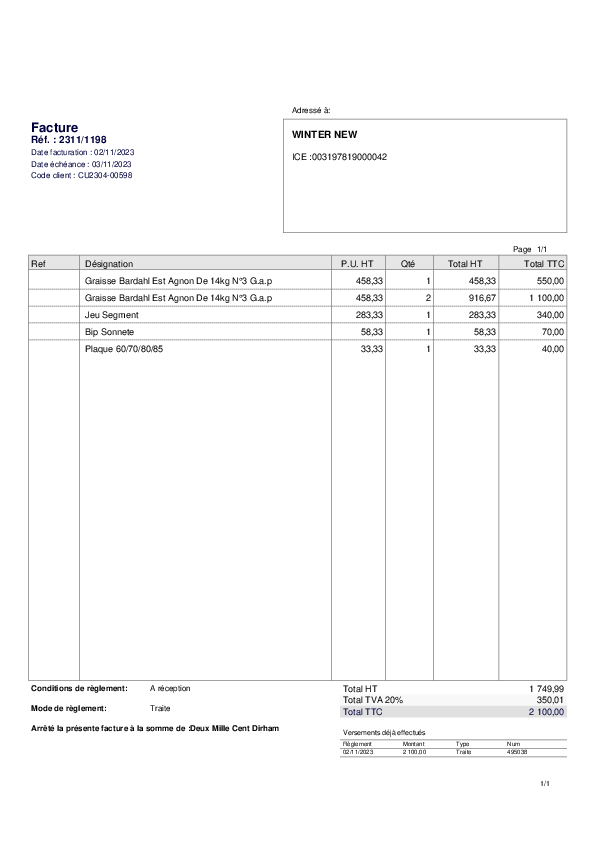 Adressé à:
Facture
Réf. : 2311/1198
Date facturation : 02/11/2023
Date échéance : 03/11/2023
Code client : CU2304-00598
WINTER NEW
ICE :003197819000042
Page 1/1
Ref Désignation P.U. HT Qté Total HT Total TTC
Graisse Bardahl Est Agnon De 14kg N°3 G.a.p 458,33 1 458,33 550,00
Graisse Bardahl Est Agnon De 14kg N°3 G.a.p 458,33 2 916,67 1 100,00
Jeu Segment 283,33 1 283,33 340,00
Bip Sonnete 58,33 1 58,33 70,00
Plaque 60/70/80/85 33,33 1 33,33 40,00
Conditions de règlement: A réception
Mode de règlement: Traite
Arrêté la présente facture à la somme de :Deux Mille Cent Dirham
Total HT 1 749,99
Total TVA 20% 350,01
Total TTC 2 100,00
Versements déjà effectués
Règlement Montant Type Num
02/11/2023 2 100,00 Traite 495038
1/1